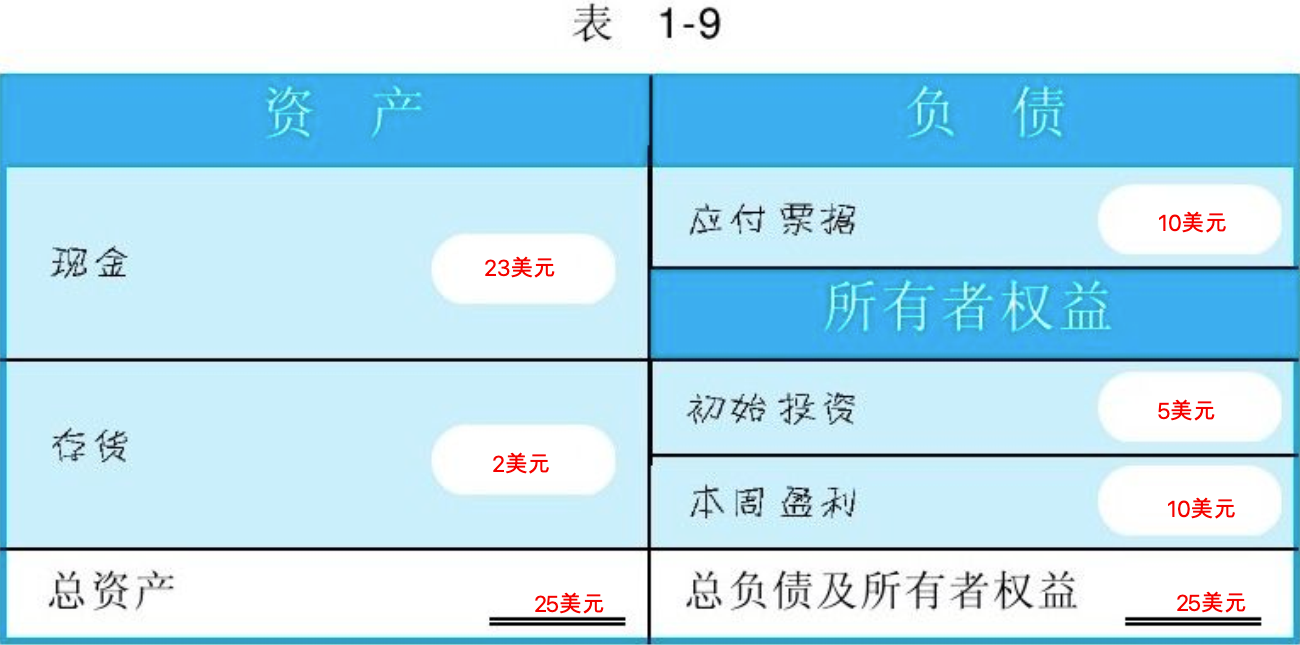 表 1-9
资 产
现金 23美元
存货 2美元
总资产 25美元
负 债
应付票据 10美元
所有者权益
初始投资 5美元
本周盈利 10美元
总负债及所有者权益 25美元